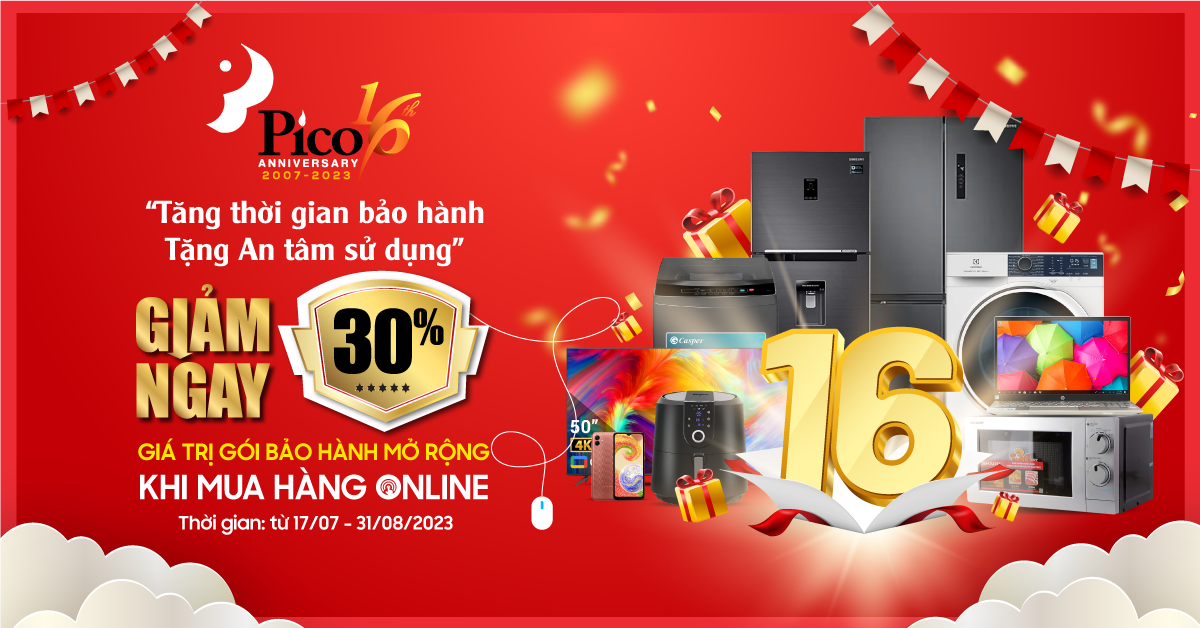 Pico 16th
ANNIVERSARY
2007-2023
“Tăng thời gian bảo hành
Tặng An tâm sử dụng”
GIẢM
NGAY
30%
GIÁ TRỊ GÓI BẢO HÀNH MỞ RỘNG
KHI MUA HÀNG ONLINE
Thời gian: từ 17/07 - 31/08/2023
SAMSUNG
Electrolux
Casper
50”
4K
16